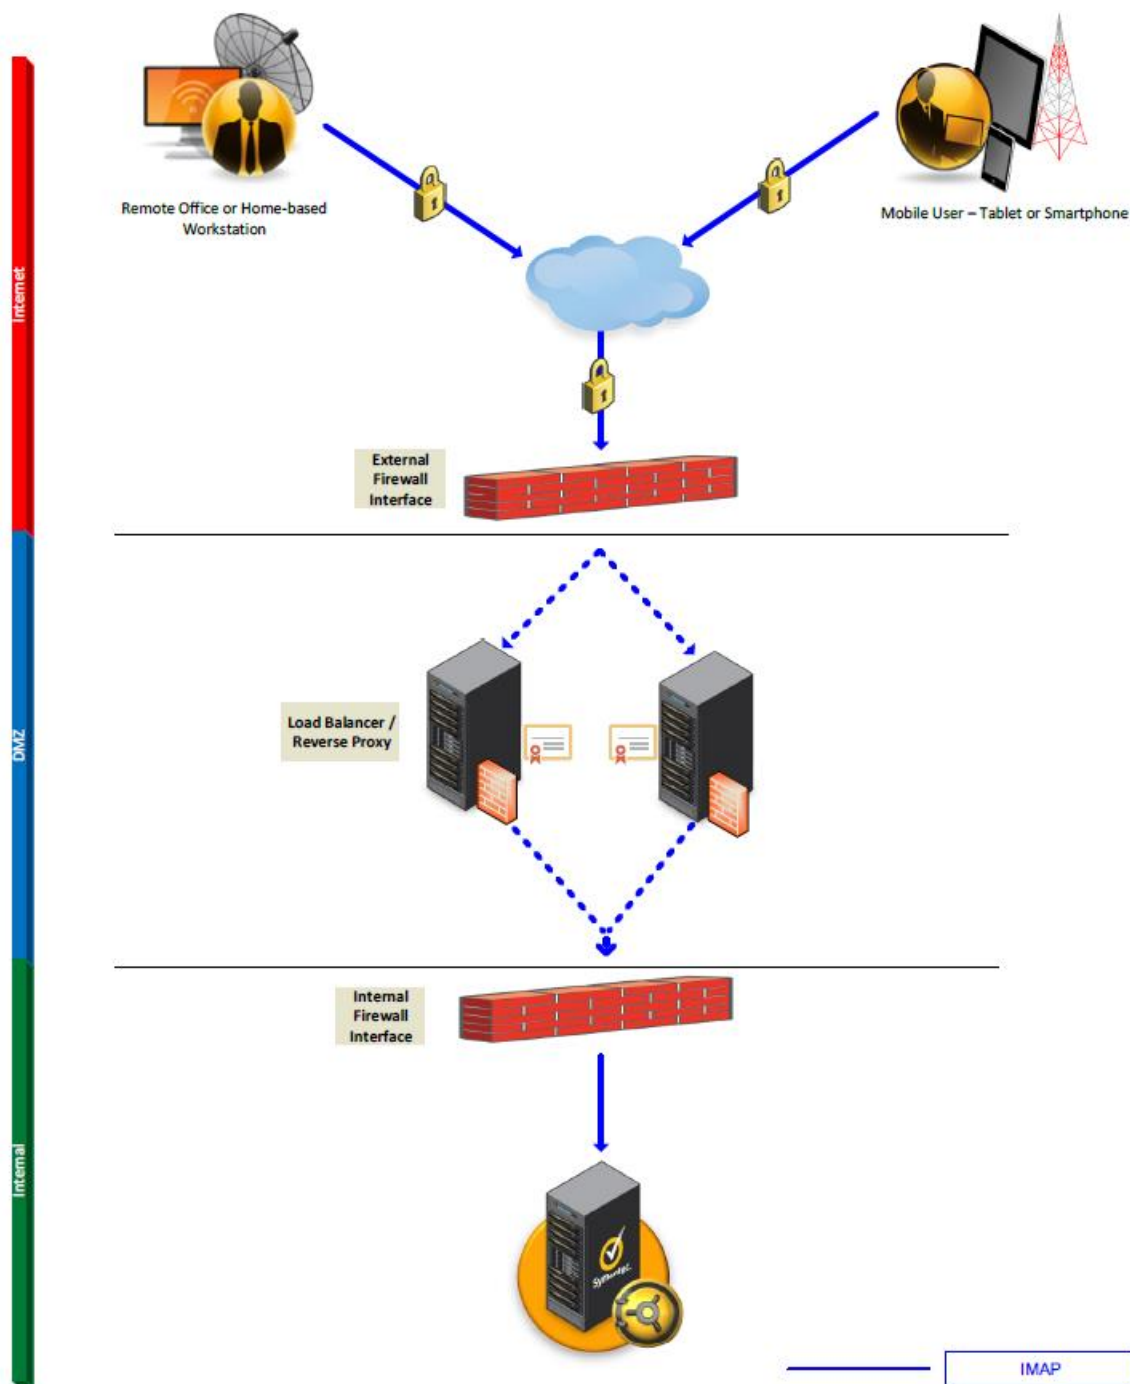 Remote Office or Home-based
Workstation
Mobile User – Tablet or Smartphone
Internet
External
Firewall
Interface
DMZ
Load Balancer /
Reverse Proxy
Internal
Internal
Firewall
Interface
Symantec.
IMAP